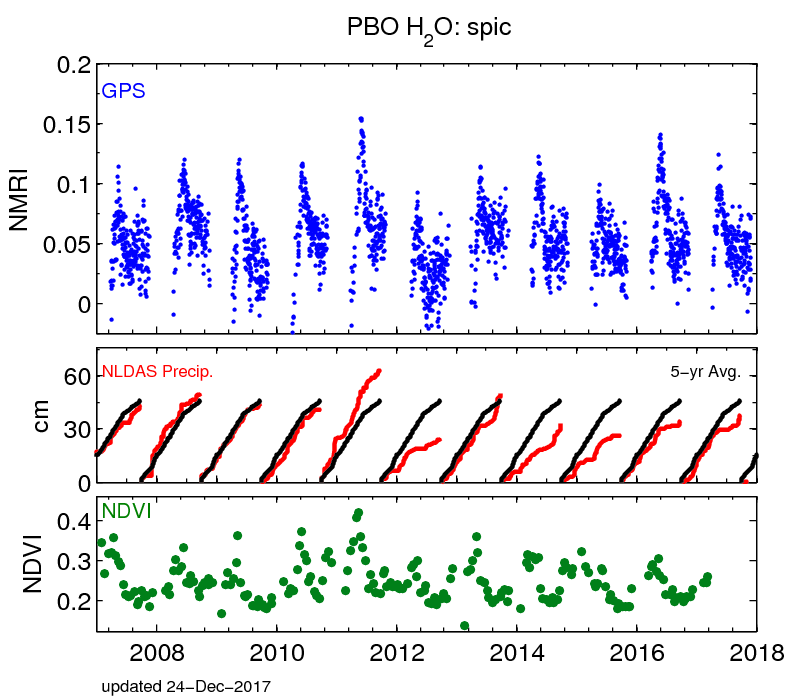 PBO H2O: spic
0.2
GPS
0.15
0.1
0.05
0
NMRI
NLDAS Precip.
5-yr Avg.
60
30
0
cm
NDVI
0.4
0.3
0.2
NDVI
2008 2010 2012 2014 2016 2018
updated 24-Dec-2017